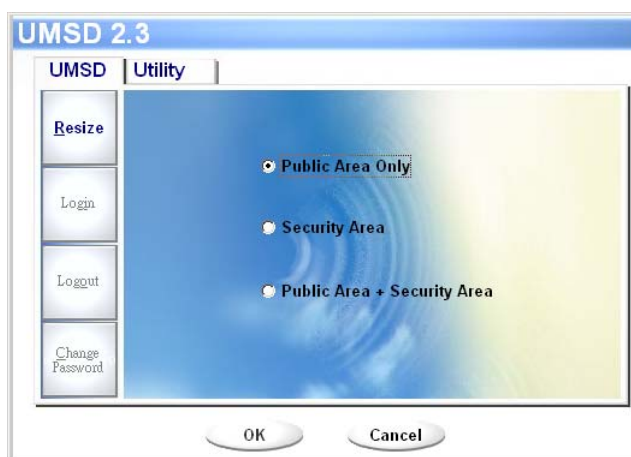 UMSD 2.3
UMSD Utility
Resize
Login
Logout
Change
Password
Public Area Only
Security Area
Public Area + Security Area
OK Cancel